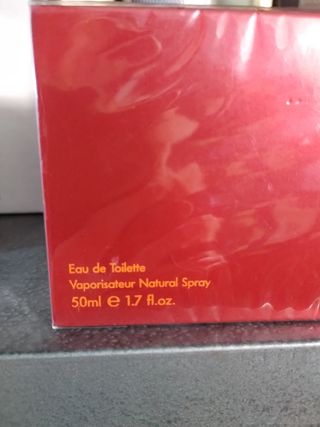 Eau de Toilette
Vaporisateur Natural Spray
50ml ℮ 1.7 fl.oz.